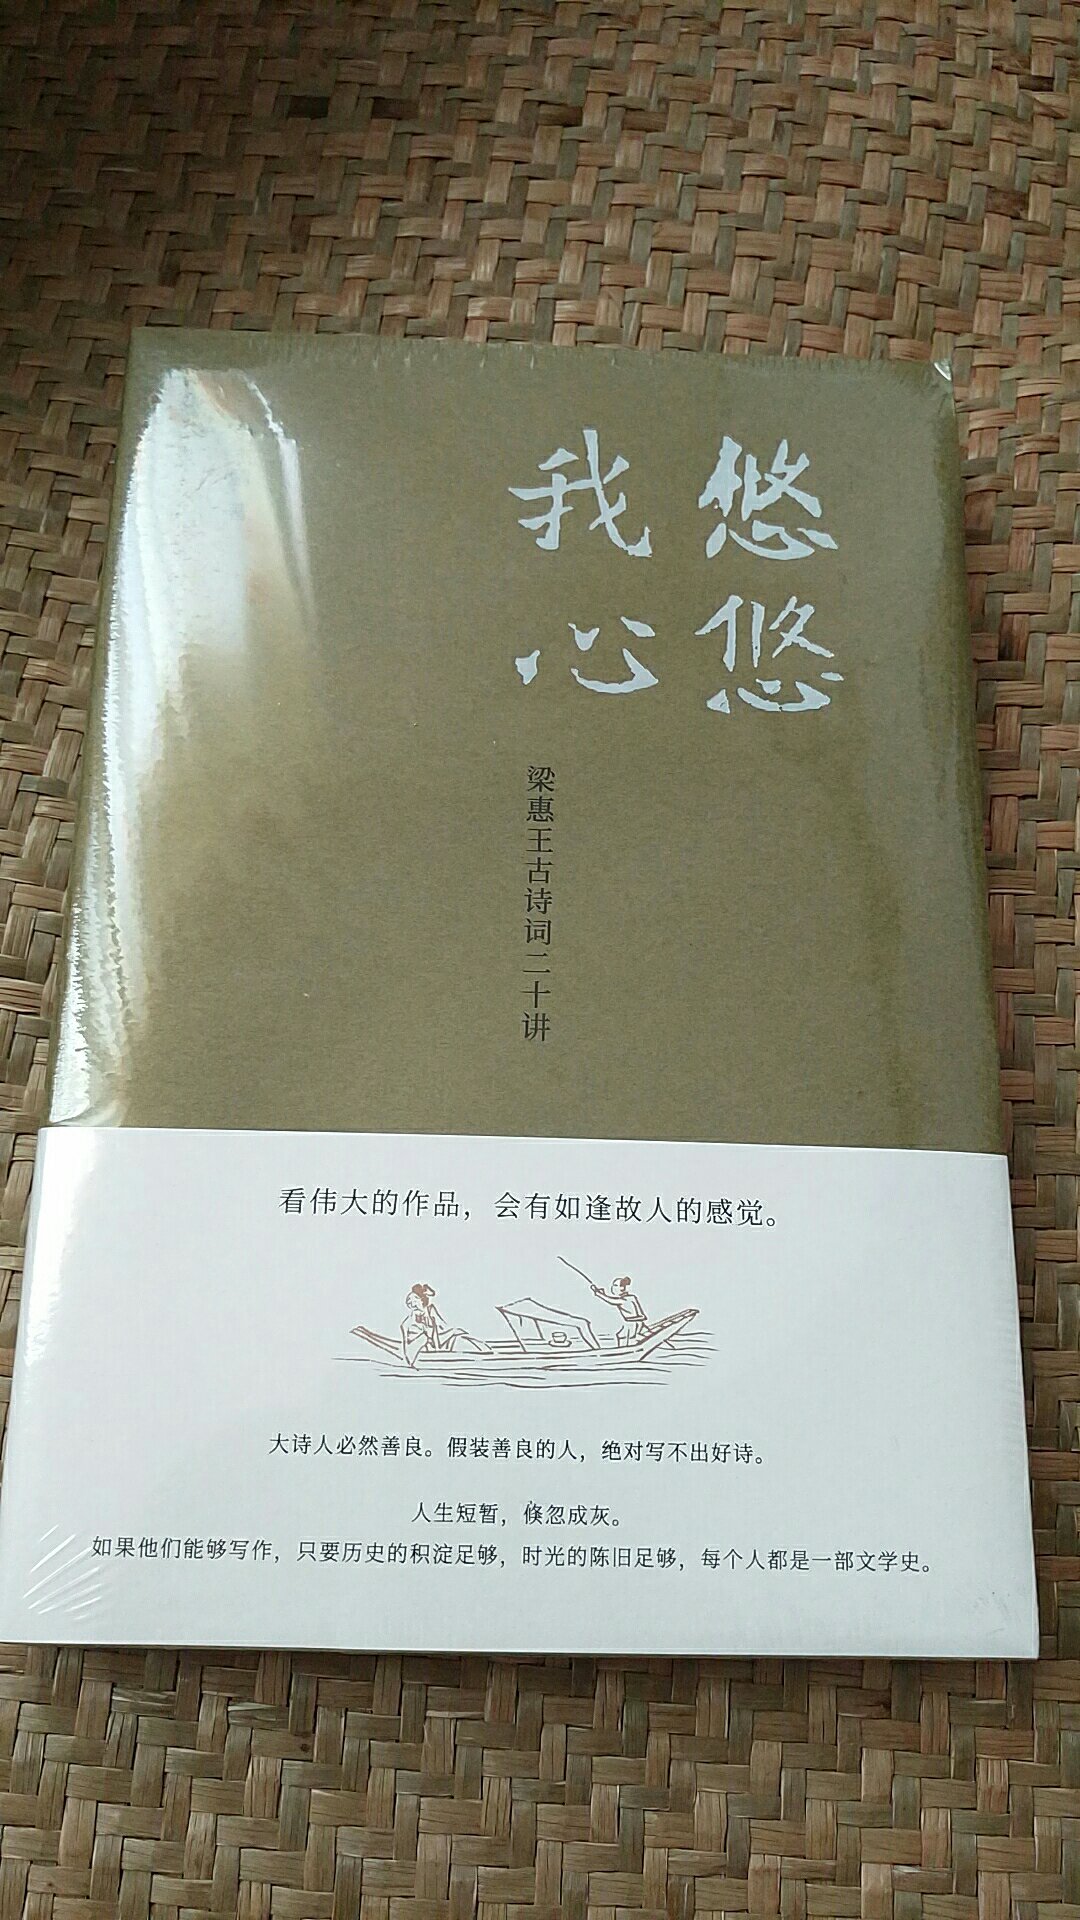 悠悠
我心
梁惠王古诗词二十讲
看伟大的作品，会有如逢故人的感觉。
大诗人必然善良。假装善良的人，绝对写不出好诗。
人生短暂，倏忽成灰。
如果他们能够写作，只要历史的积淀足够，时光的陈旧足够，每个人都是一部文学史。